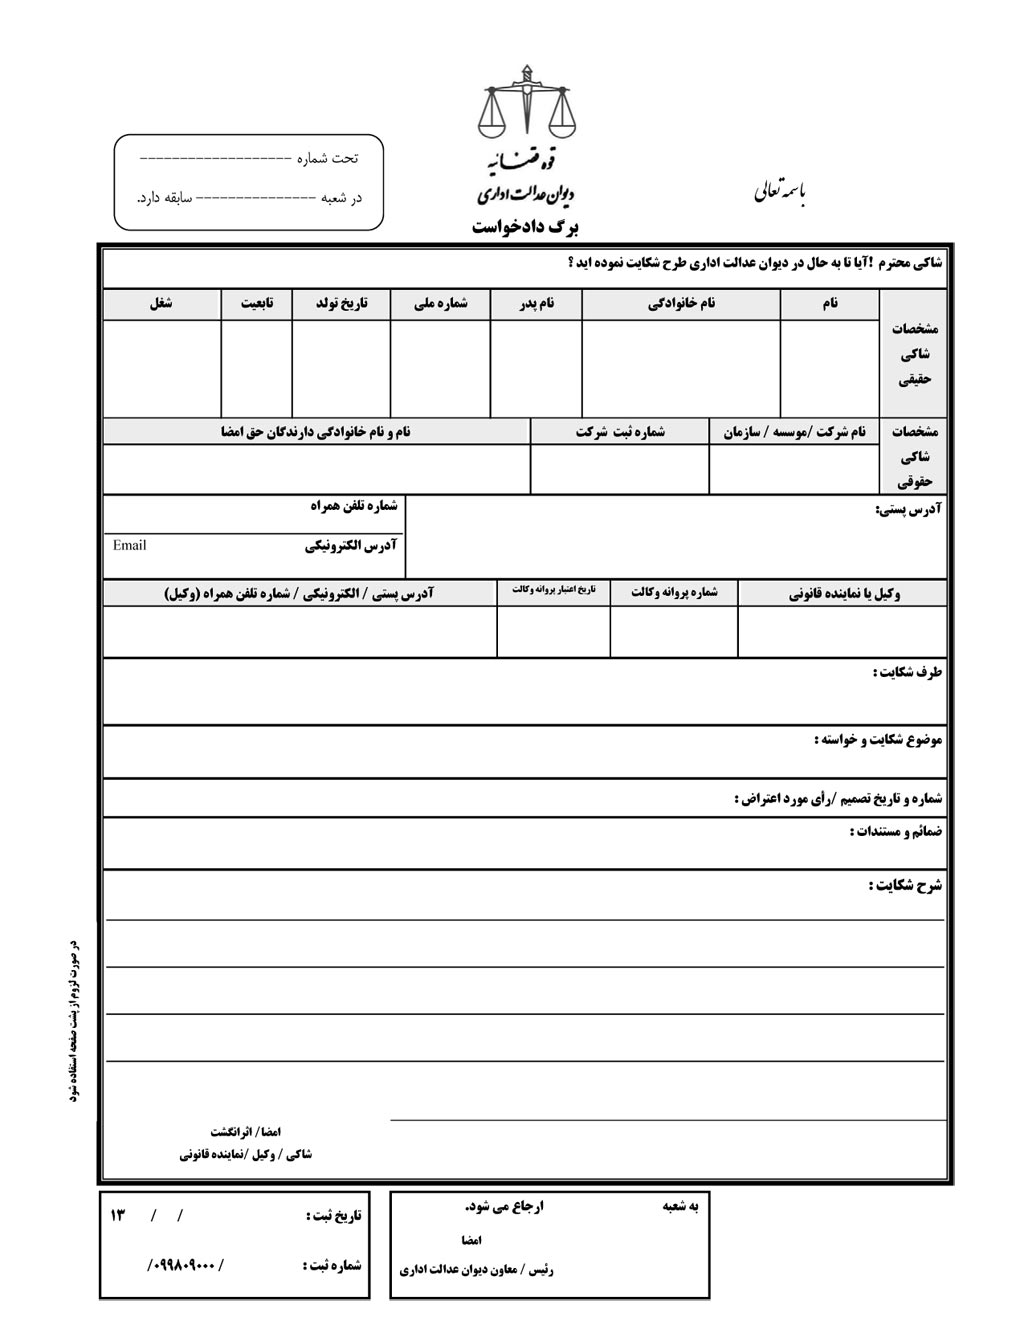 قوه قضائیه
دیوان عدالت اداری
برگ دادخواست
باسمه تعالی
تحت شماره -------------------
در شعبه --------------- سابقه دارد.
شاکی محترم !آیا تا به حال در دیوان عدالت اداری طرح شکایت نموده اید ؟
مشخصات شاکی حقیقی
نام	نام خانوادگی	نام پدر	شماره ملی	تاریخ تولد	تابعیت	شغل
مشخصات شاکی حقوقی
نام شرکت /موسسه / سازمان	شماره ثبت شرکت	نام و نام خانوادگی دارندگان حق امضا
آدرس پستی:
شماره تلفن همراه
آدرس الکترونیکی Email
وکیل یا نماینده قانونی	شماره پروانه وکالت	تاریخ اعتبار پروانه وکالت	آدرس پستی / الکترونیکی / شماره تلفن همراه (وکیل)
طرف شکایت :
موضوع شکایت و خواسته :
شماره و تاریخ تصمیم /رأی مورد اعتراض :
ضمائم و مستندات :
شرح شکایت :
در صورت لزوم از پشت صفحه استفاده شود
امضا/ اثرانگشت
شاکی / وکیل /نماینده قانونی
به شعبه ارجاع می شود.
امضا
رئیس / معاون دیوان عدالت اداری
تاریخ ثبت : / / ۱۳
شماره ثبت : / ۰۹۹۸۰۹۰۰۰/